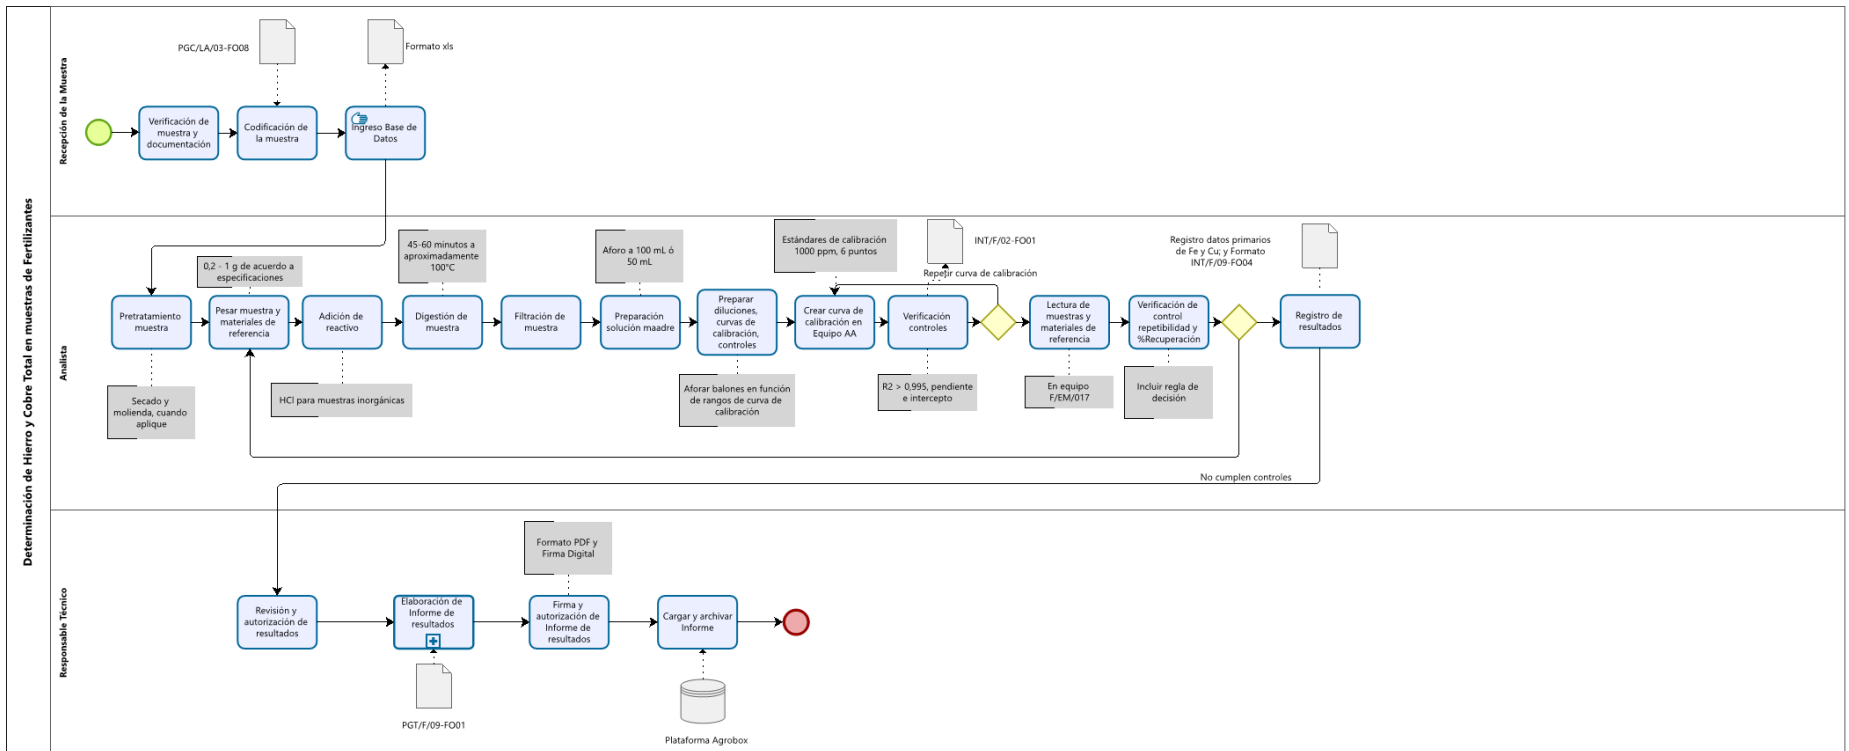 Determinación de Hierro y Cobre Total en muestras de Fertilizantes
Recepción de la Muestra
PGC/LA/03-FO08
Formato xls
Verificación de
muestra y
documentación
Codificación de
la muestra
Ingreso Base de
Datos
Analista
45-60 minutos a
aproximadamente
100°C
Aforo a 100 mL ó
50 mL
Estándares de calibración
1000 ppm, 6 puntos
INT/F/02-FO01
Registro datos primarios
de Fe y Cu; y Formato
INT/F/09-FO04
0,2 - 1 g de acuerdo a
especificaciones
Repetir curva de calibración
Pretratamiento
muestra
Pesar muestra y
materiales de
referencia
Adición de
reactivo
Digestión de
muestra
Filtración de
muestra
Preparación
solución maadre
Preparar
diluciones,
curvas de
calibración,
controles
Crear curva de
calibración en
Equipo AA
Verificación
controles
Lectura de
muestras y
materiales de
referencia
Verificación de
control
repetibilidad y
%Recuperación
Registro de
resultados
Secado y
molienda, cuando
aplique
HCl para muestras inorgánicas
Aforar balones en función
de rangos de curva de
calibración
R2 > 0,995, pendiente
e intercepto
En equipo
F/EM/017
Incluir regla de
decisión
No cumplen controles
Responsable Técnico
Formato PDF y
Firma Digital
Revisión y
autorización de
resultados
Elaboración de
Informe de
resultados
Firma y
autorización de
Informe de
resultados
Cargar y archivar
Informe
PGT/F/09-FO01
Plataforma Agrobox